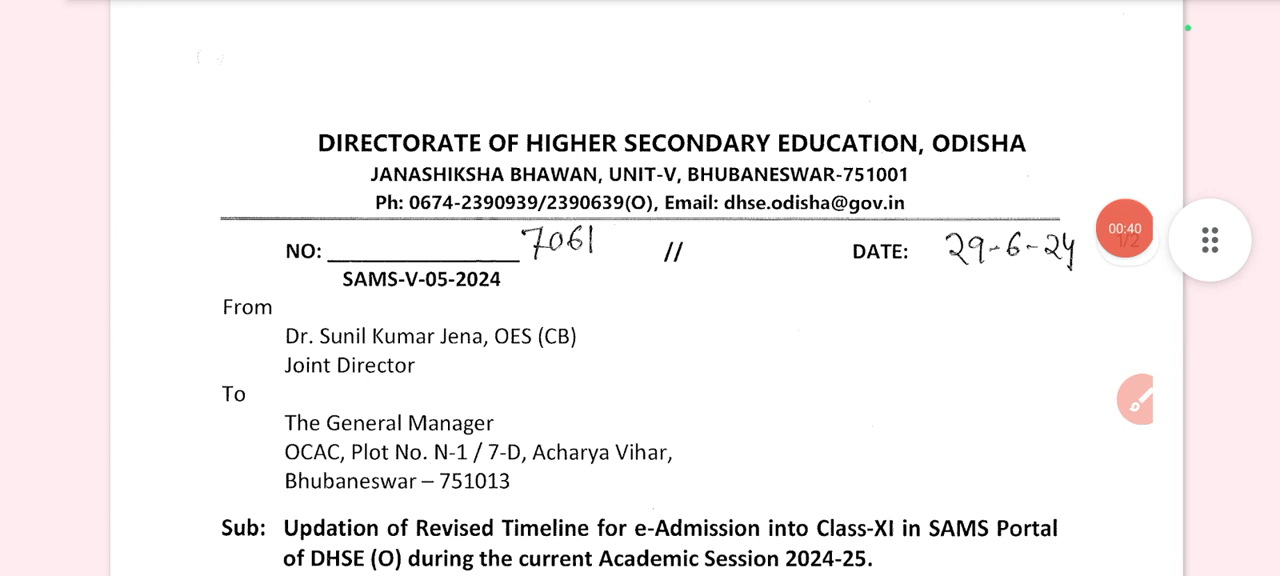 DIRECTORATE OF HIGHER SECONDARY EDUCATION, ODISHA
JANASHIKSHA BHAWAN, UNIT-V, BHUBANESWAR-751001
Ph: 0674-2390939/2390639(O), Email: dhse.odisha@gov.in
NO: 7061 // DATE: 29-6-24
SAMS-V-05-2024
00:40
1/2
From
Dr. Sunil Kumar Jena, OES (CB)
Joint Director
To
The General Manager
OCAC, Plot No. N-1 / 7-D, Acharya Vihar,
Bhubaneswar – 751013
Sub: Updation of Revised Timeline for e-Admission into Class-XI in SAMS Portal
of DHSE (O) during the current Academic Session 2024-25.